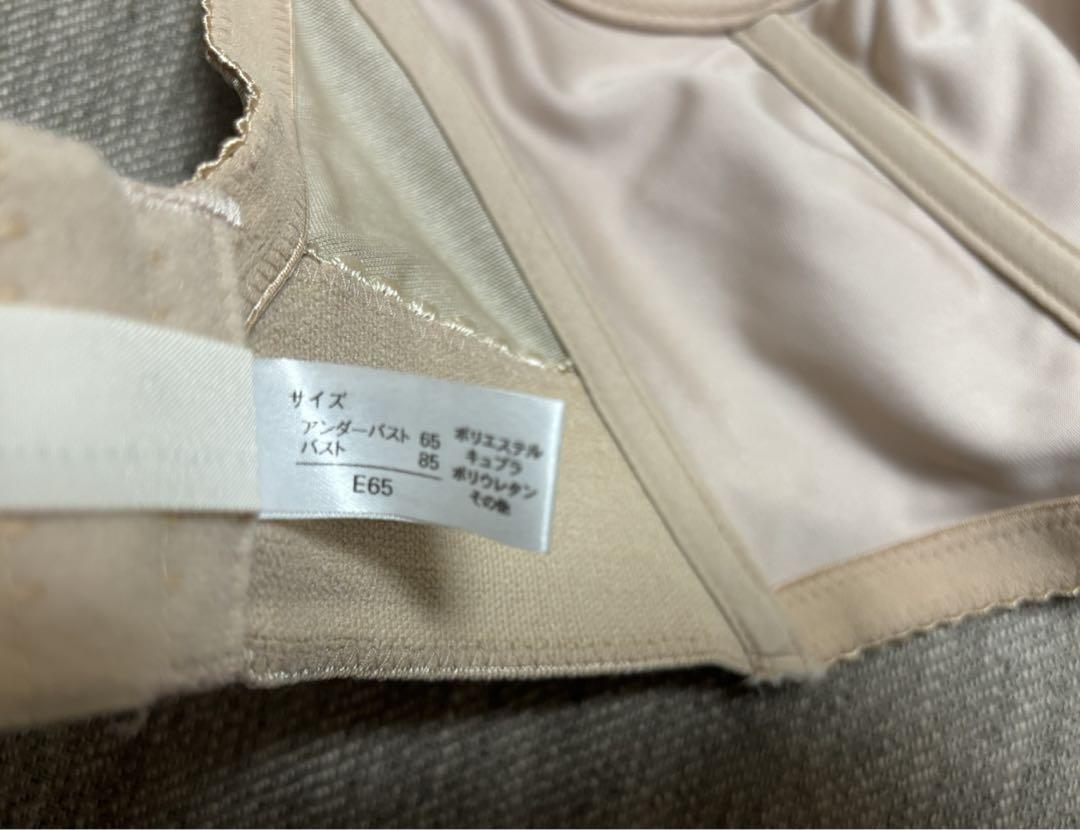 サイズ
アンダーバスト 65
バスト 85
E65
ポリエステル
キュプラ
ポリウレタン
その他